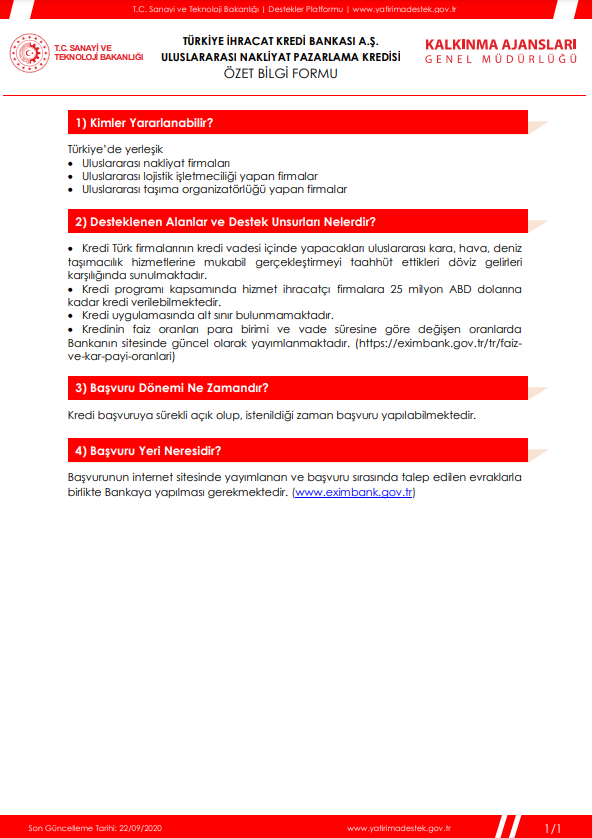 T.C. Sanayi ve Teknoloji Bakanlığı | Destekler Platformu | www.yatirimadestek.gov.tr
T.C. SANAYİ VE
TEKNOLOJİ BAKANLIĞI
TÜRKİYE İHRACAT KREDİ BANKASI A.Ş.
ULUSLARARASI NAKLİYAT PAZARLAMA KREDİSİ
ÖZET BİLGİ FORMU
KALKINMA AJANSLARI
GENEL MÜDÜRLÜĞÜ
1) Kimler Yararlanabilir?
Türkiye’de yerleşik
• Uluslararası nakliyat firmaları
• Uluslararası lojistik işletmeciliği yapan firmalar
• Uluslararası taşıma organizatörlüğü yapan firmalar
2) Desteklenen Alanlar ve Destek Unsurları Nelerdir?
• Kredi Türk firmalarının kredi vadesi içinde yapacakları uluslararası kara, hava, deniz
taşımacılık hizmetlerine mukabil gerçekleştirmeyi taahhüt ettikleri döviz gelirleri
karşılığında sunulmaktadır.
• Kredi programı kapsamında hizmet ihracatçı firmalara 25 milyon ABD dolarına
kadar kredi verilebilmektedir.
• Kredi uygulamasında alt sınır bulunmamaktadır.
• Kredinin faiz oranları para birimi ve vade süresine göre değişen oranlarda
Bankanın sitesinde güncel olarak yayımlanmaktadır. (https://eximbank.gov.tr/tr/faiz-
ve-kar-payi-oranlari)
3) Başvuru Dönemi Ne Zamandır?
Kredi başvuruya sürekli açık olup, istenildiği zaman başvuru yapılabilmektedir.
4) Başvuru Yeri Neresidir?
Başvurunun internet sitesinde yayımlanan ve başvuru sırasında talep edilen evraklarla
birlikte Bankaya yapılması gerekmektedir. (www.eximbank.gov.tr)
Son Güncelleme Tarihi: 22/09/2020
www.yatirimadestek.gov.tr
1/1